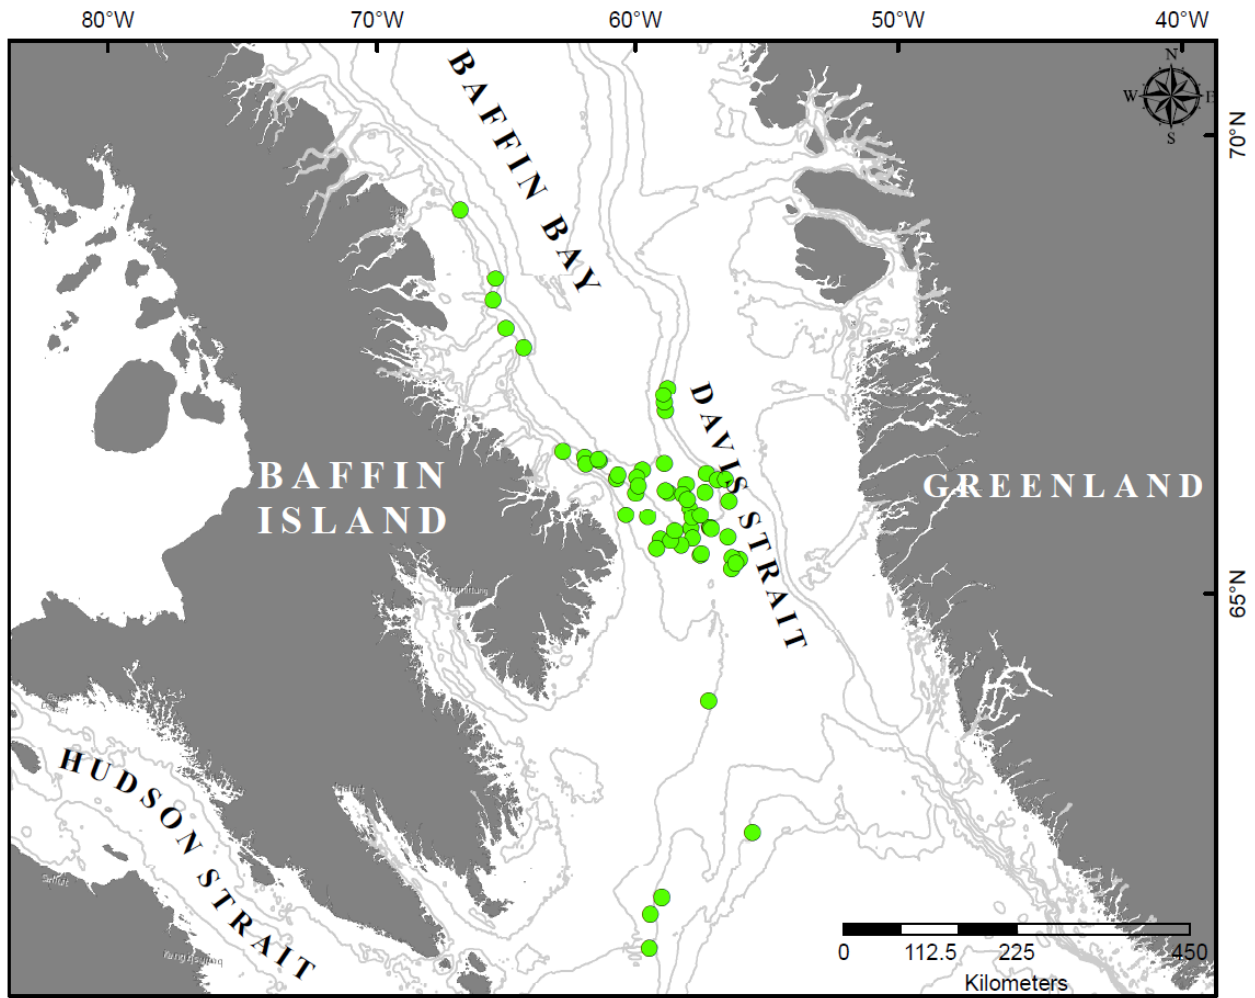 80°W 70°W 60°W 50°W 40°W
N
W E
S
70°N
BAFFIN BAY
DAVIS STRAIT
BAFFIN
ISLAND
GREENLAND
65°N
HUDSON STRAIT
0 112.5 225 450
Kilometers